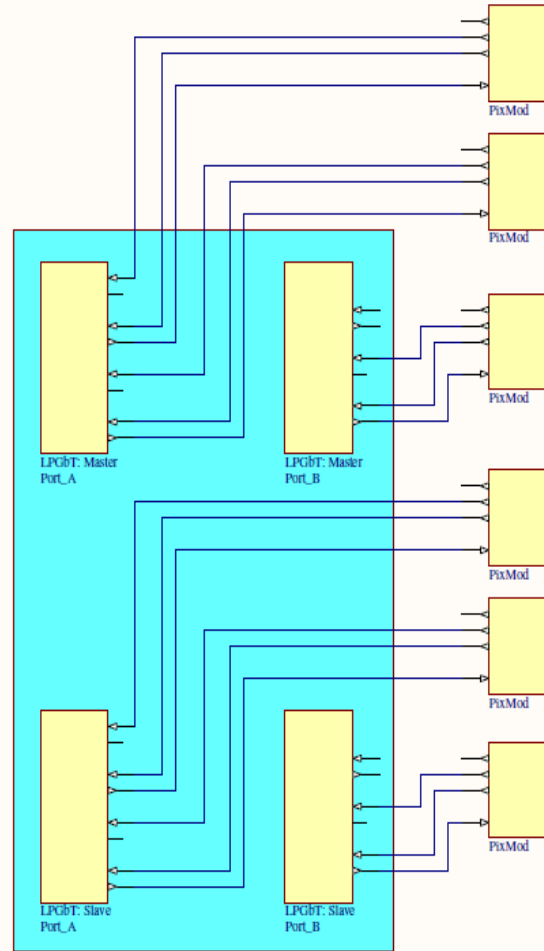 PixMod
PixMod
PixMod
LPGbT: Master
Port_A
LPGbT: Master
Port_B
PixMod
PixMod
PixMod
LPGbT: Slave
Port_A
LPGbT: Slave
Port_B